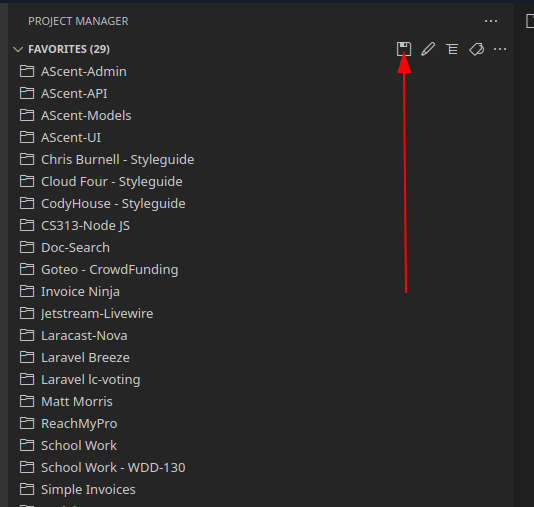 PROJECT MANAGER
FAVORITES (29)
AScent-Admin
AScent-API
AScent-Models
AScent-UI
Chris Burnell - Styleguide
Cloud Four - Styleguide
CodyHouse - Styleguide
CS313-Node JS
Doc-Search
Goteo - CrowdFunding
Invoice Ninja
Jetstream-Livewire
Laracast-Nova
Laravel Breeze
Laravel lc-voting
Matt Morris
ReachMyPro
School Work
School Work - WDD-130
Simple Invoices